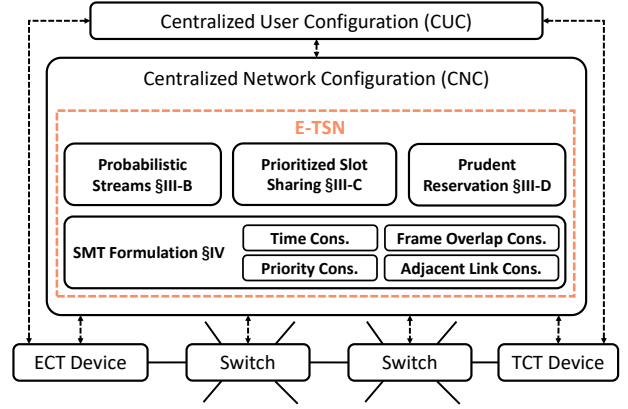 Centralized User Configuration (CUC)
Centralized Network Configuration (CNC)
E-TSN
Probabilistic
Streams §III-B
Prioritized Slot
Sharing §III-C
Prudent
Reservation §III-D
SMT Formulation §IV
Time Cons.
Frame Overlap Cons.
Priority Cons.
Adjacent Link Cons.
ECT Device
Switch
Switch
TCT Device